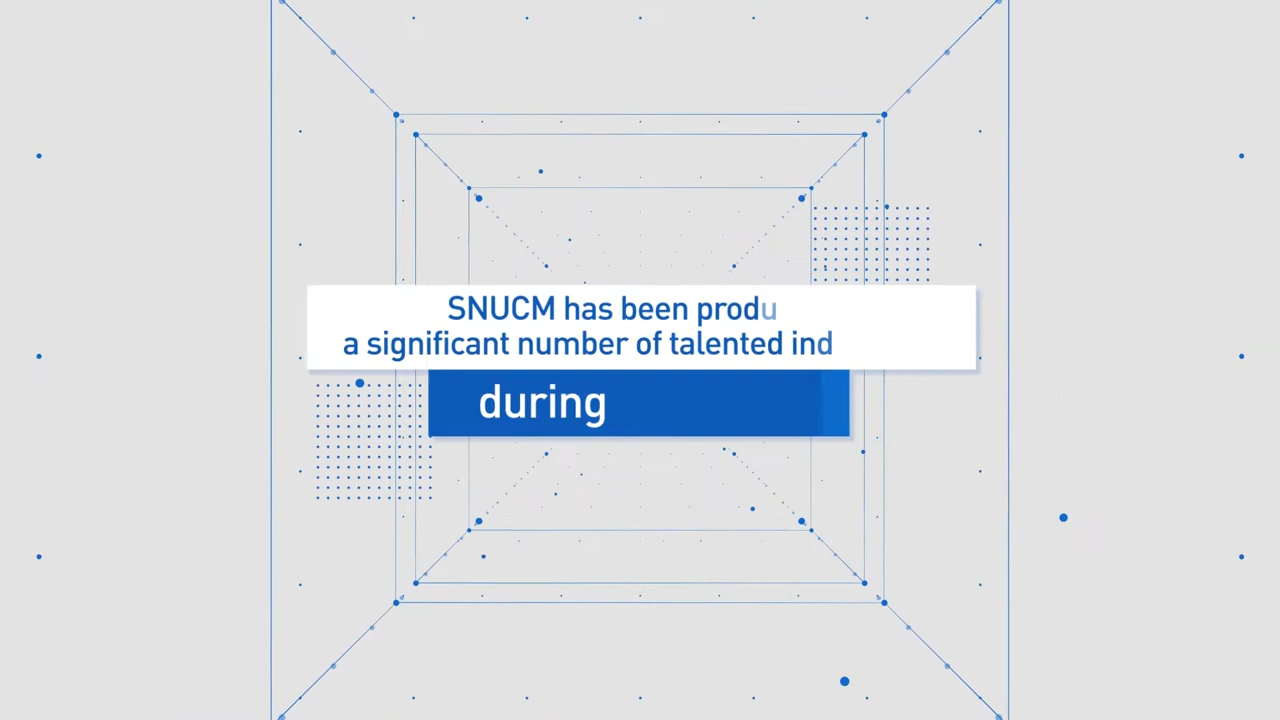 SNUCM has been produ
a significant number of talented ind
during